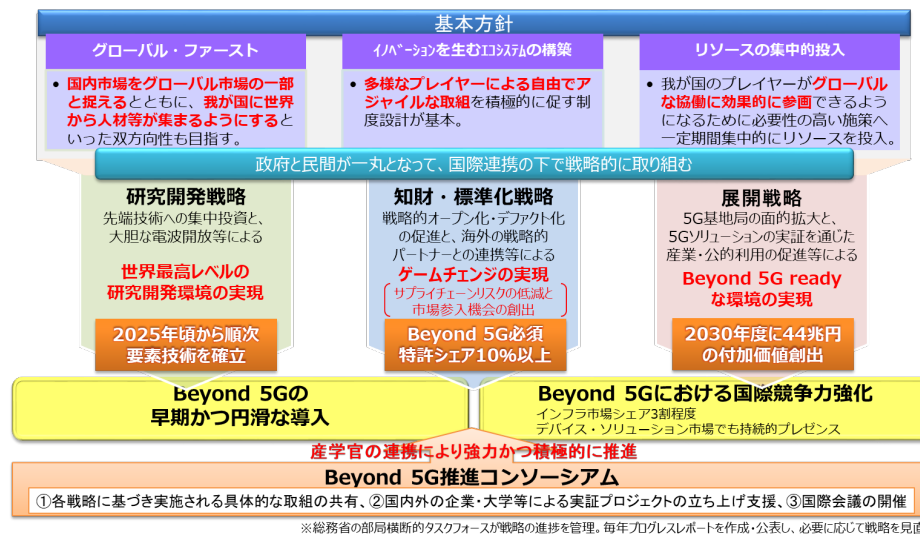 基本方針
グローバル・ファースト
• 国内市場をグローバル市場の一部
と捉えるとともに、我が国に世界
から人材等が集まるようにすると
いった双方向性も目指す。
ｲﾉﾍﾞｰｼｮﾝを生むｴｺｼｽﾃﾑの構築
• 多様なプレイヤーによる自由でア
ジャイルな取組を積極的に促す制
度設計が基本。
リソースの集中的投入
• 我が国のプレイヤーがグローバル
な協働に効果的に参画できるよう
になるために必要性の高い施策へ
一定期間集中的にリソースを投入。
政府と民間が一丸となって、国際連携の下で戦略的に取り組む
研究開発戦略
先端技術への集中投資と、
大胆な電波開放等による
世界最高レベルの
研究開発環境の実現
2025年頃から順次
要素技術を確立
知財・標準化戦略
戦略的オープン化・デファクト化
の促進と、海外の戦略的
パートナーとの連携等による
ゲームチェンジの実現
サプライチェーンリスクの低減と
市場参入機会の創出
Beyond 5G必須
特許シェア10%以上
展開戦略
5G基地局の面的拡大と、
5Gソリューションの実証を通じた
産業・公的利用の促進等による
Beyond 5G ready
な環境の実現
2030年度に44兆円
の付加価値創出
Beyond 5Gの
早期かつ円滑な導入
Beyond 5Gにおける国際競争力強化
インフラ市場シェア3割程度
デバイス・ソリューション市場でも持続的プレゼンス
産学官の連携により強力かつ積極的に推進
Beyond 5G推進コンソーシアム
①各戦略に基づき実施される具体的な取組の共有、②国内外の企業・大学等による実証プロジェクトの立ち上げ支援、③国際会議の開催
※総務省の部局横断的タスクフォースが戦略の進捗を管理。毎年プログレスレポートを作成・公表し、必要に応じて戦略を見直